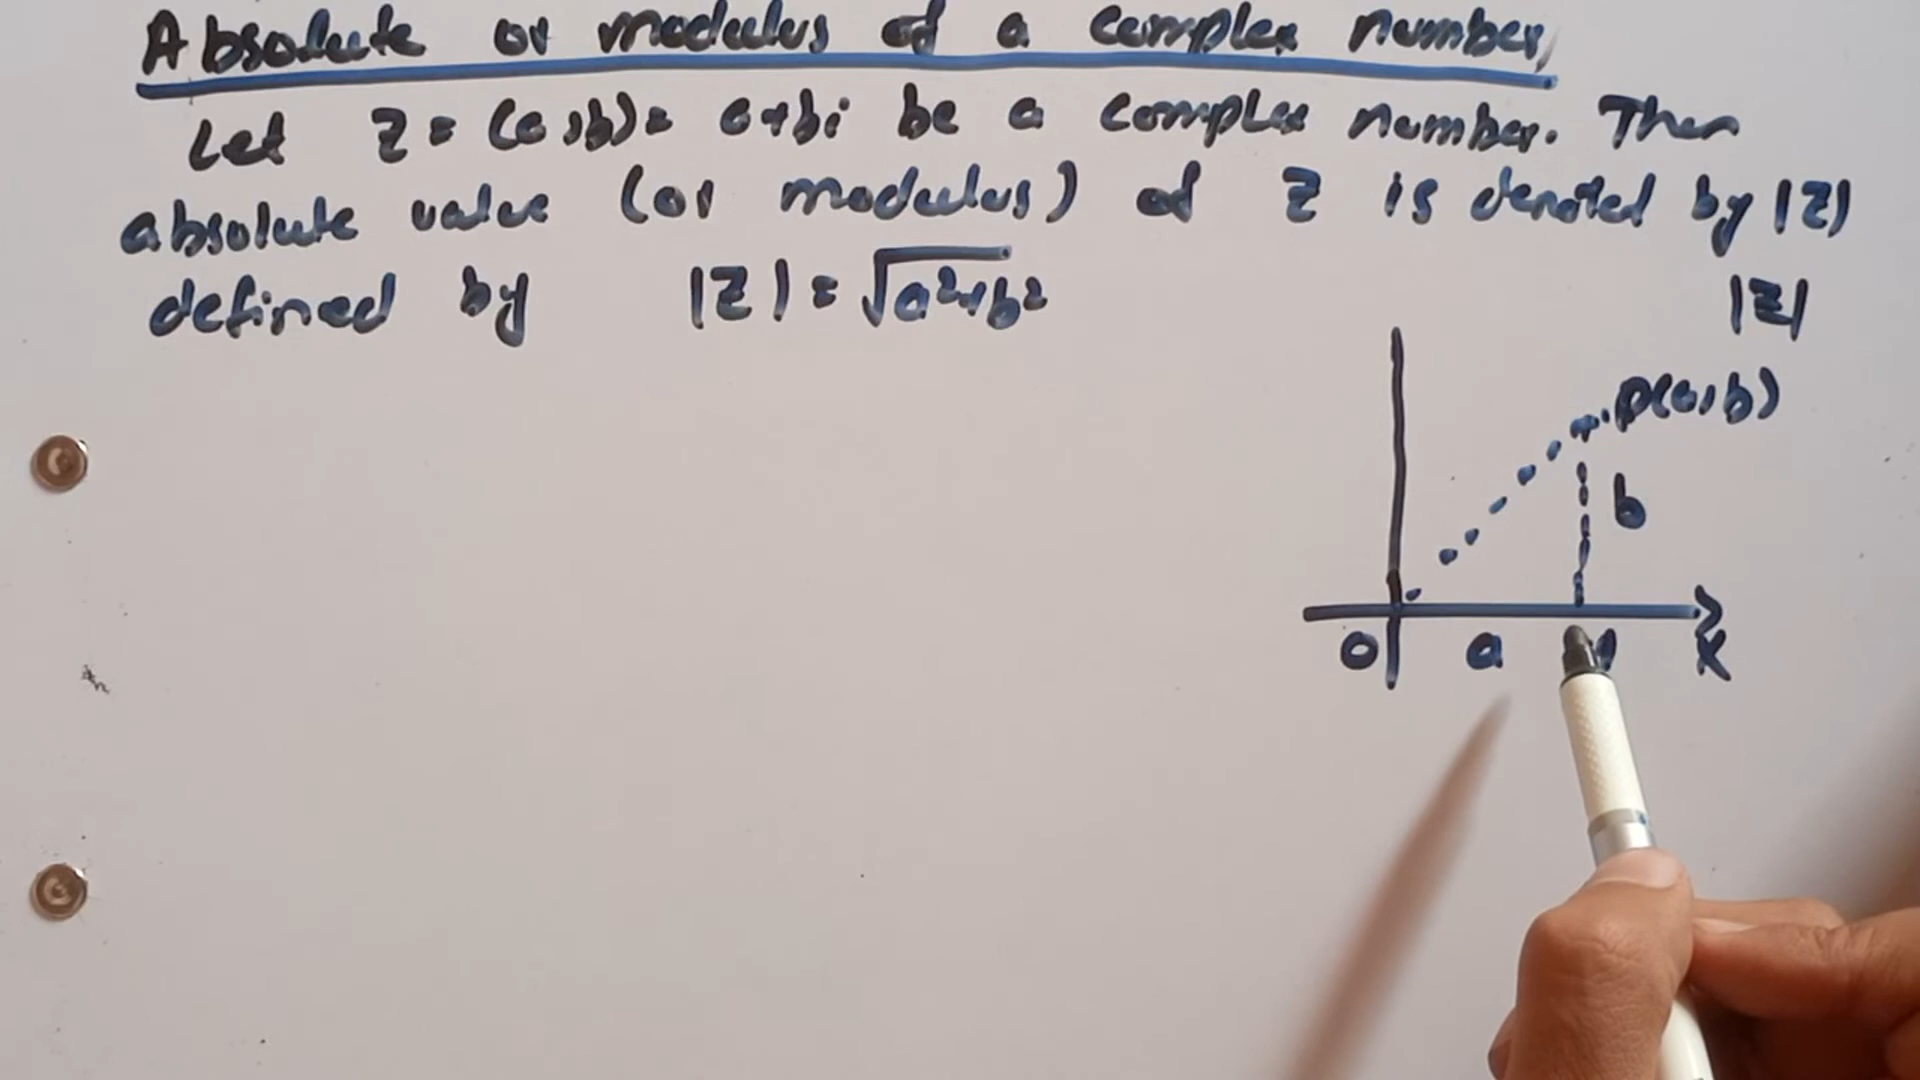 Absolute or modulus of a complex number,
Let Z = (a,b) = a+bi be a complex number. Then
absolute value (or modulus) of Z is denoted by |Z|
defined by |Z| = √a²+b²
|Z|
P(a,b)
b
O a X